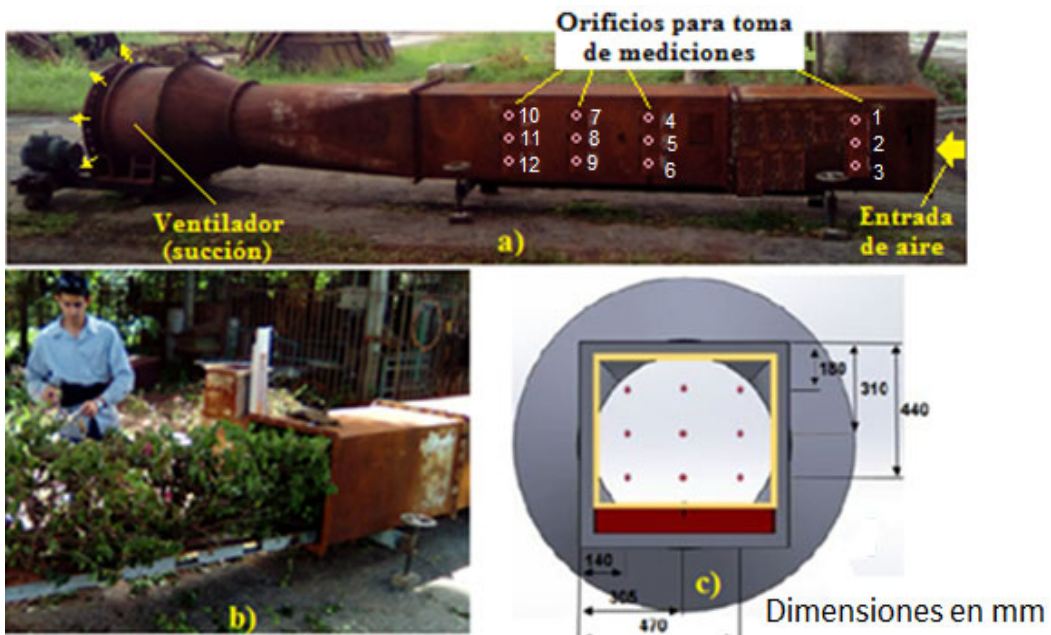 Orificios para toma
de mediciones
10
7
4
1
11
8
5
2
12
9
6
3
Ventilador
(succión)
a)
Entrada
de aire
b)
180
310
440
140
305
c)
470
Dimensiones en mm